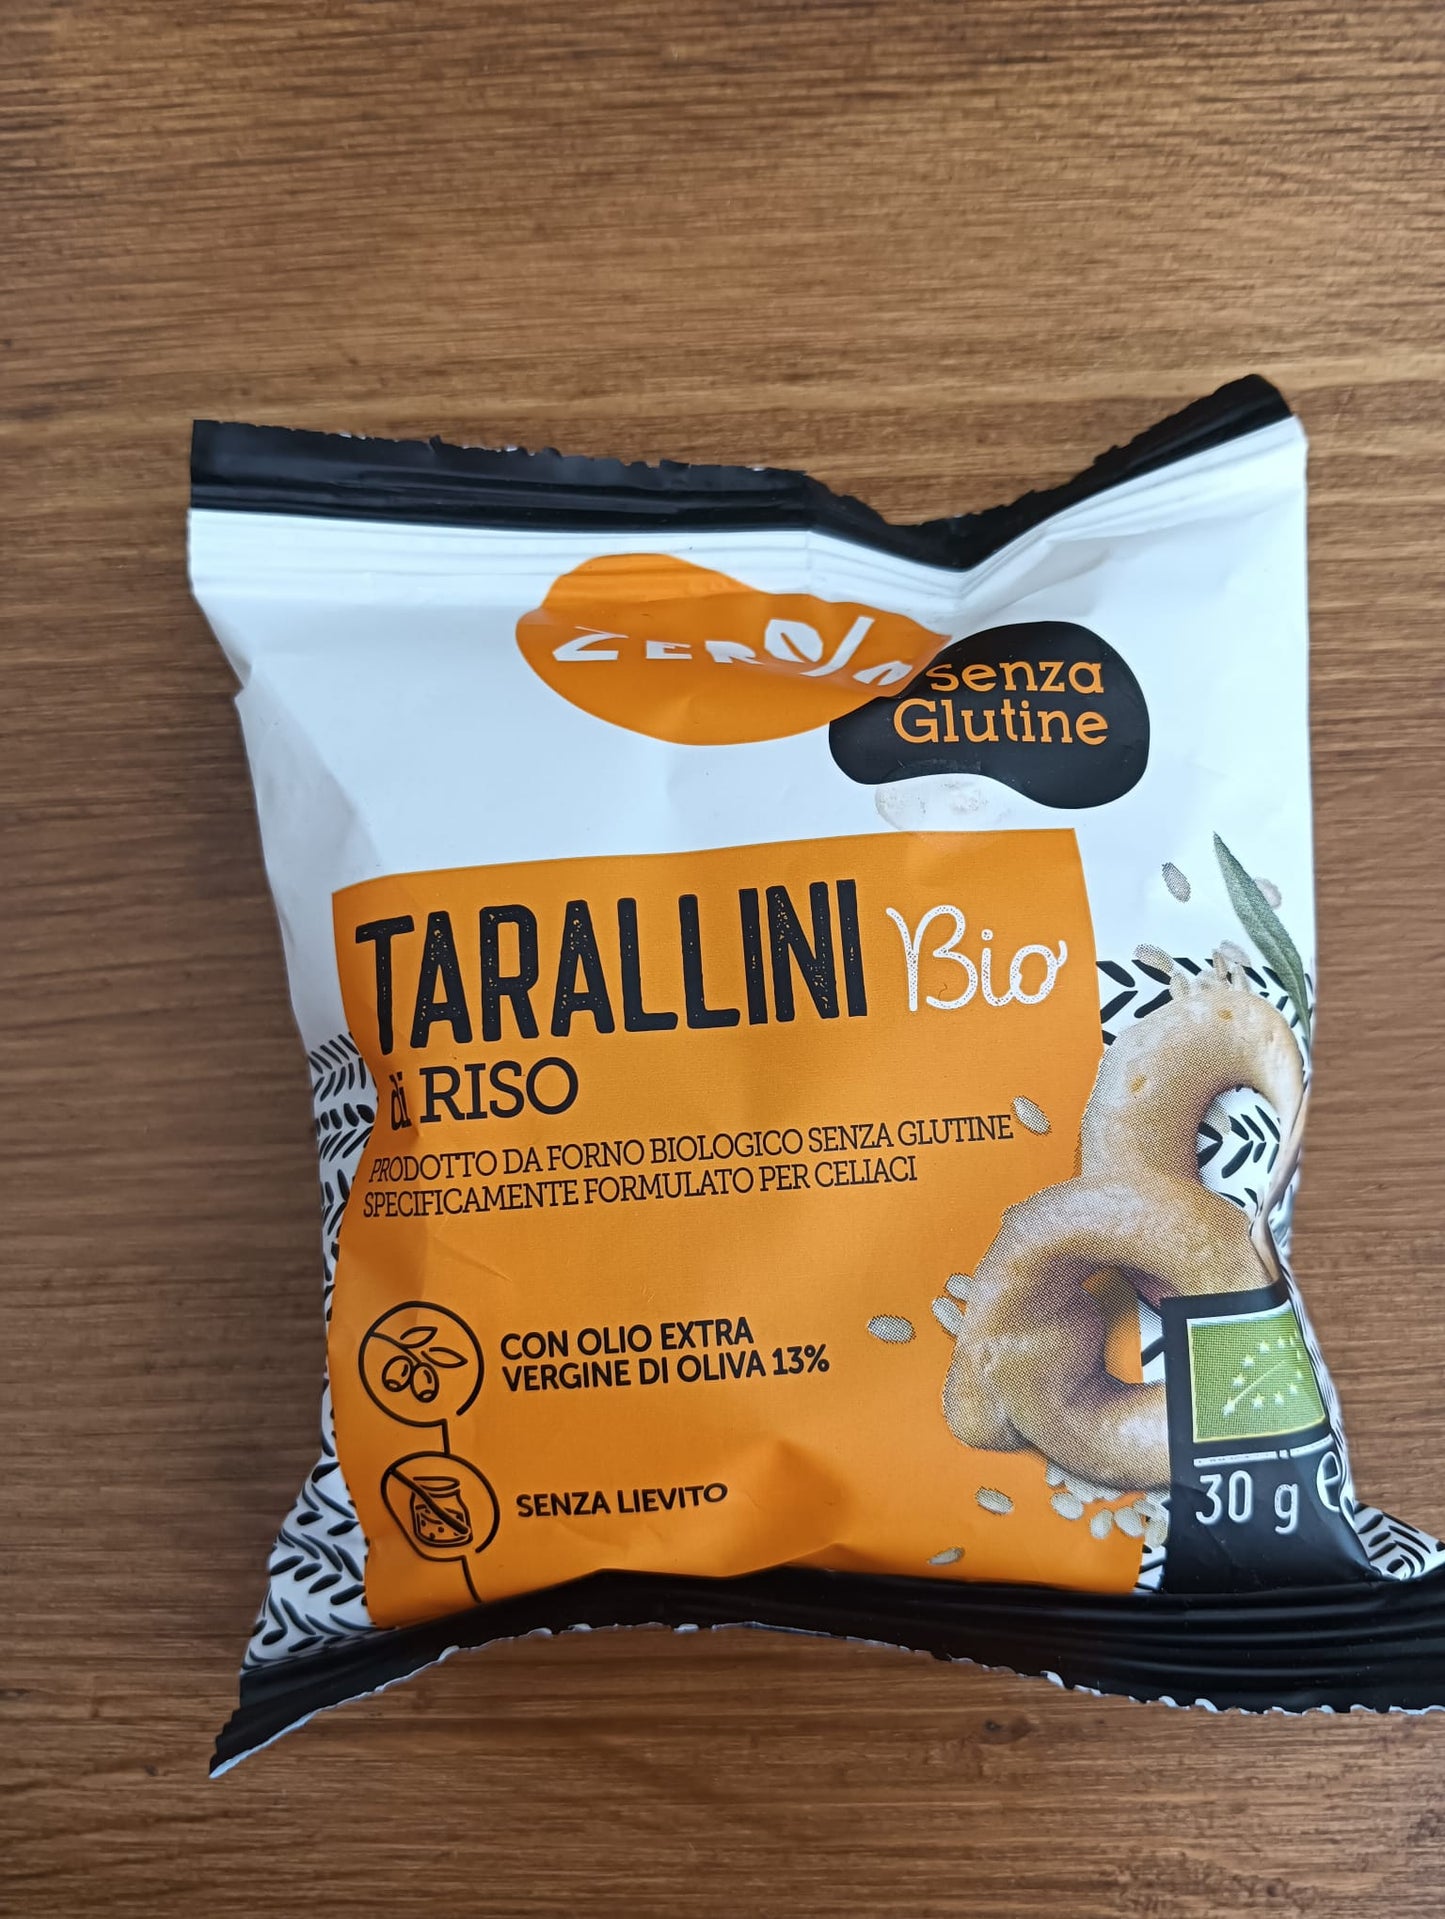 ZERO%
senza
Glutine
TARALLINI Bio
di RISO
PRODOTTO DA FORNO BIOLOGICO SENZA GLUTINE
SPECIFICAMENTE FORMULATO PER CELIACI
CON OLIO EXTRA
VERGINE DI OLIVA 13%
SENZA LIEVITO
30 g e